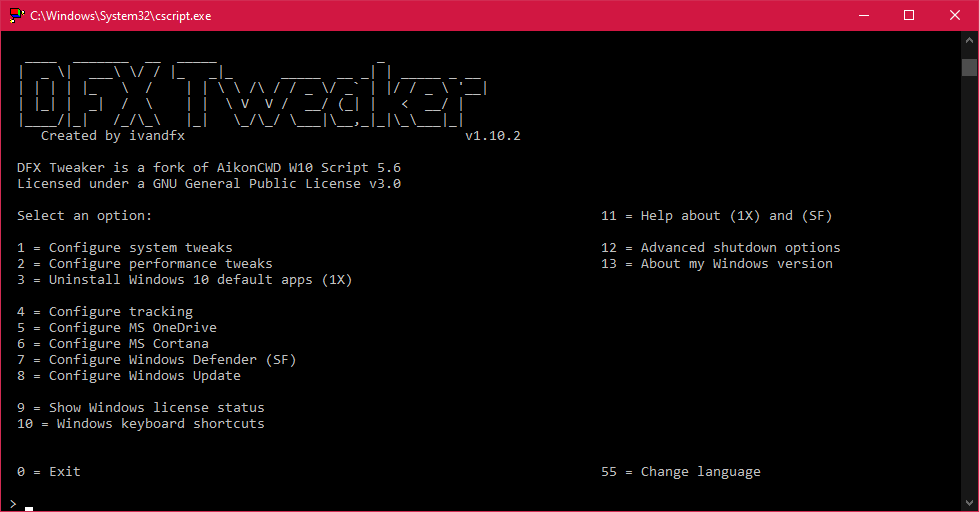 C:\Windows\System32\cscript.exe
DFX Tweaker
Created by ivandfx v1.10.2
DFX Tweaker is a fork of AikonCWD W10 Script 5.6
Licensed under a GNU General Public License v3.0
Select an option: 11 = Help about (1X) and (SF)
1 = Configure system tweaks 12 = Advanced shutdown options
2 = Configure performance tweaks 13 = About my Windows version
3 = Uninstall Windows 10 default apps (1X)
4 = Configure tracking
5 = Configure MS OneDrive
6 = Configure MS Cortana
7 = Configure Windows Defender (SF)
8 = Configure Windows Update
9 = Show Windows license status
10 = Windows keyboard shortcuts
0 = Exit 55 = Change language
> _